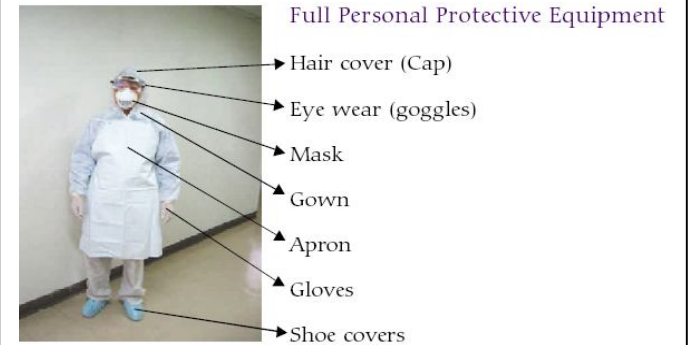 Full Personal Protective Equipment
Hair cover (Cap)
Eye wear (goggles)
Mask
Gown
Apron
Gloves
Shoe covers